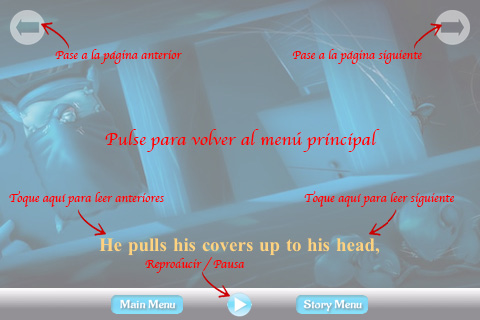 Pase a la página anterior
Pase a la página siguiente
Pulse para volver al menú principal
Toque aquí para leer anteriores
Toque aquí para leer siguiente
He pulls his covers up to his head,
Reproducir / Pausa
Main Menu
Story Menu